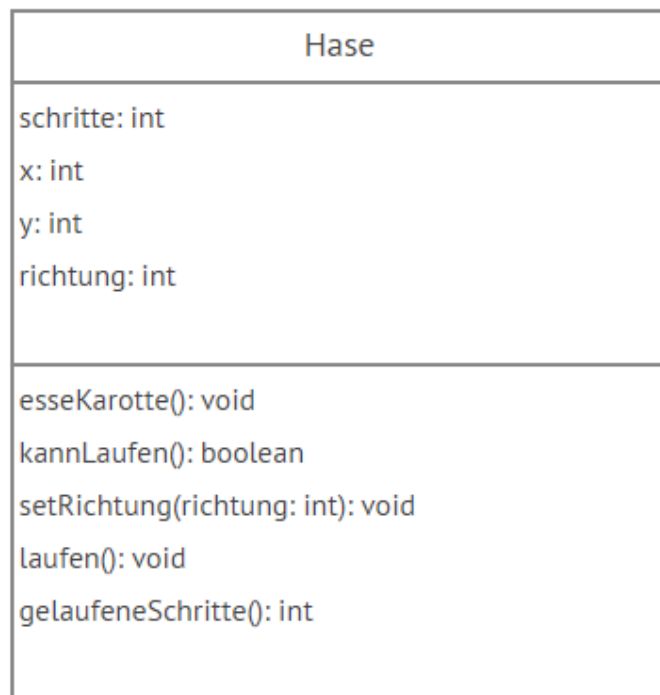 Hase
schritte: int
x: int
y: int
richtung: int
esseKarotte(): void
kannLaufen(): boolean
setRichtung(richtung: int): void
laufen(): void
gelaufeneSchritte(): int